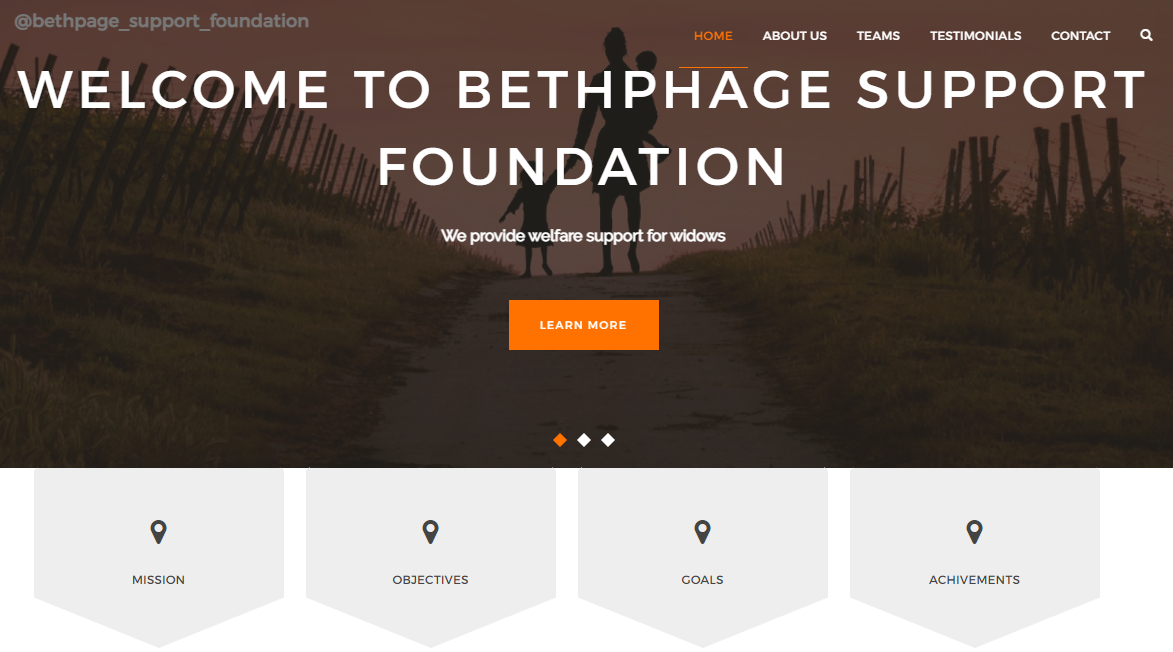 @bethpage_support_foundation
HOME ABOUT US TEAMS TESTIMONIALS CONTACT
WELCOME TO BETHPHAGE SUPPORT
FOUNDATION
We provide welfare support for widows
LEARN MORE
MISSION OBJECTIVES GOALS ACHIVEMENTS